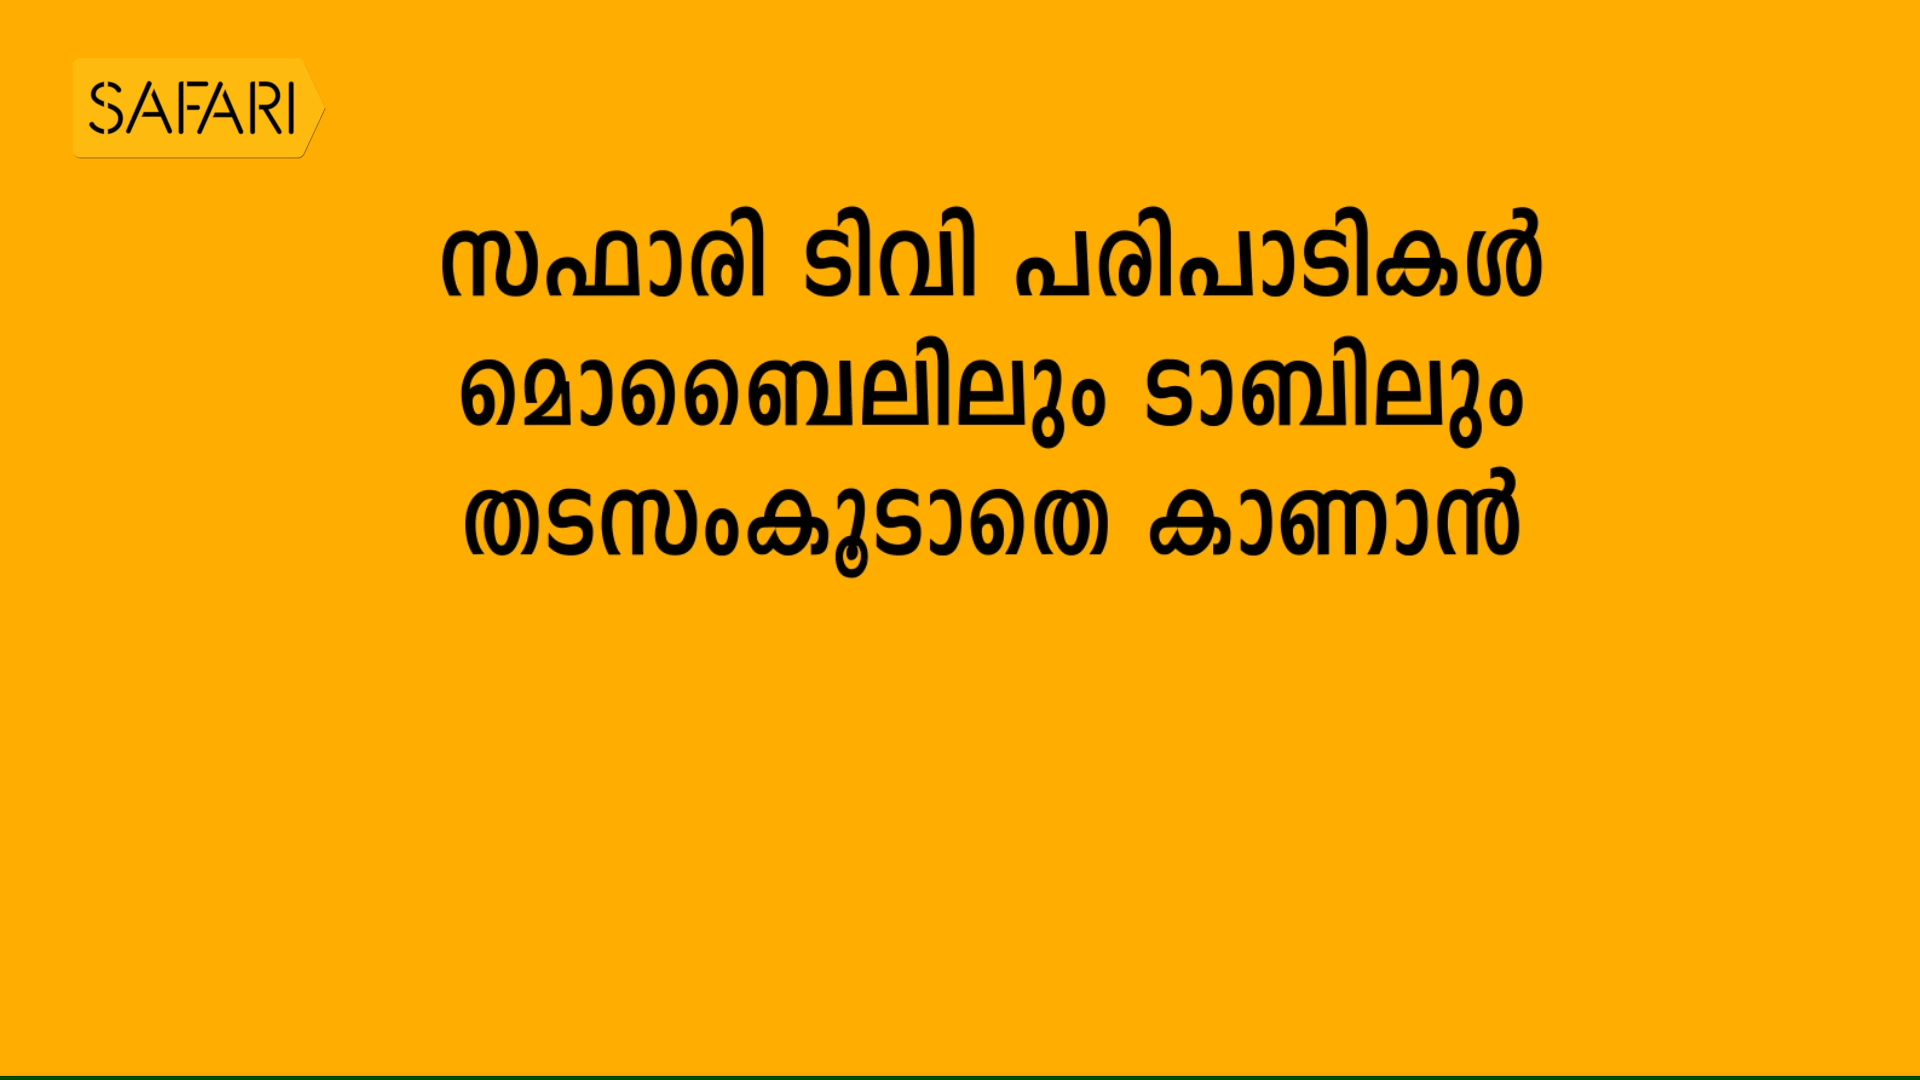 SAFARI
സഫാരി ടിവി പരിപാടികൾ
മൊബൈലിലും ടാബിലും
തടസംകൂടാതെ കാണാൻ